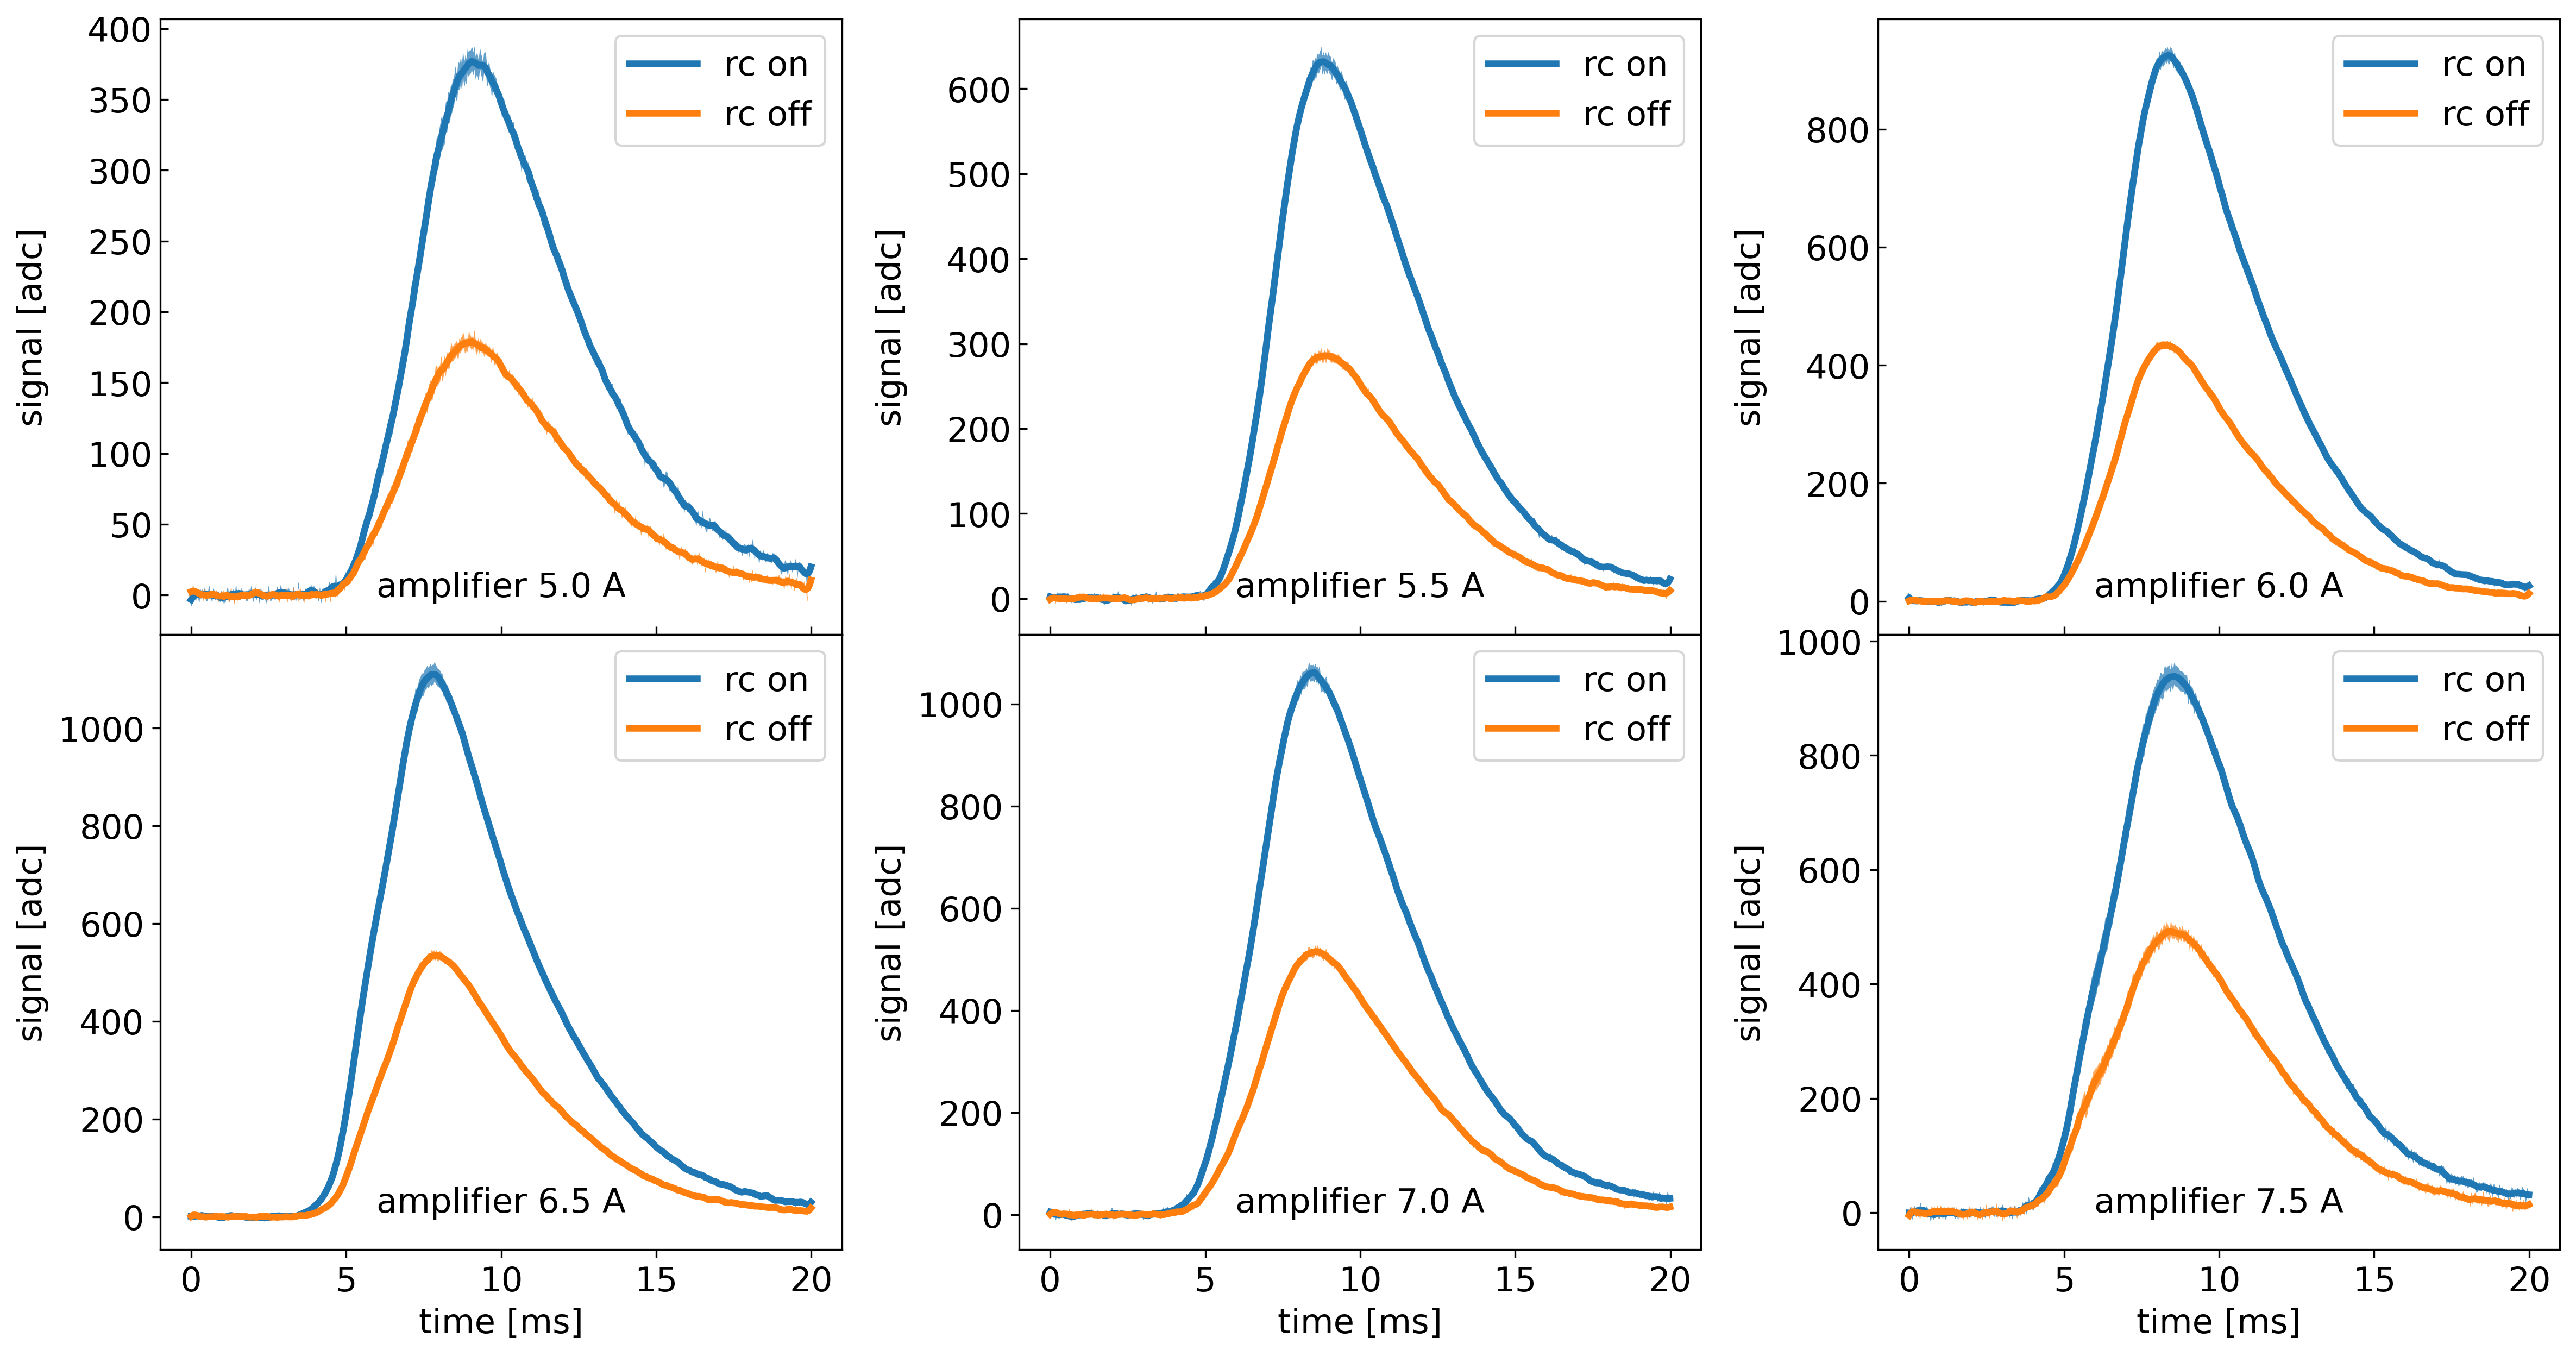 400
350
300
250
200
150
100
50
0
signal [adc]
rc on
rc off
amplifier 5.0 A
600
500
400
300
200
100
0
signal [adc]
rc on
rc off
amplifier 5.5 A
800
600
400
200
0
signal [adc]
rc on
rc off
amplifier 6.0 A
1000
800
600
400
200
0
signal [adc]
rc on
rc off
amplifier 6.5 A
0 5 10 15 20
time [ms]
1000
800
600
400
200
0
signal [adc]
rc on
rc off
amplifier 7.0 A
0 5 10 15 20
time [ms]
1000
800
600
400
200
0
signal [adc]
rc on
rc off
amplifier 7.5 A
0 5 10 15 20
time [ms]